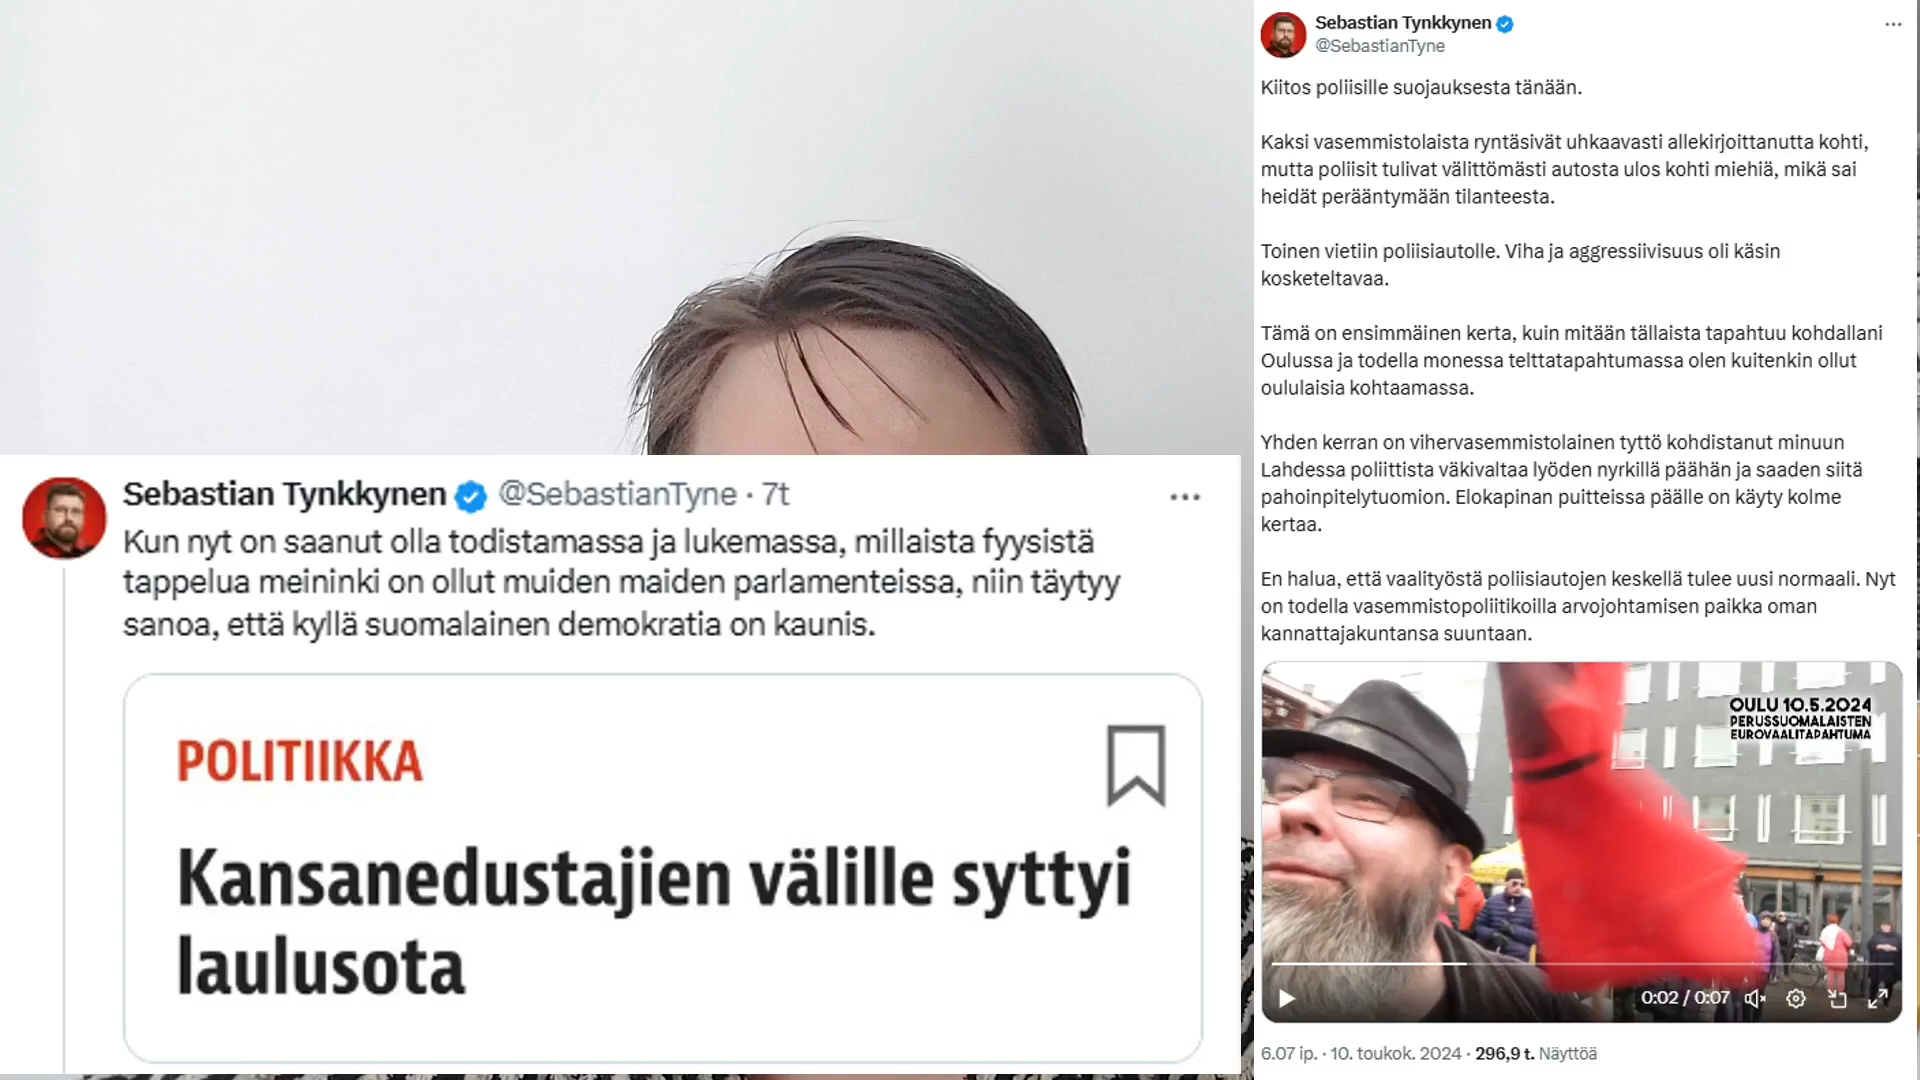 Sebastian Tynkkynen @SebastianTyne · 7t
Kun nyt on saanut olla todistamassa ja lukemassa, millaista fyysistä
tappelua meininki on ollut muiden maiden parlamenteissa, niin täytyy
sanoa, että kyllä suomalainen demokratia on kaunis.
POLITIIKKA
Kansanedustajien välille syttyi
laulusota
Sebastian Tynkkynen
@SebastianTyne
Kiitos poliisille suojauksesta tänään.
Kaksi vasemmistolaista ryntäsivät uhkaavasti allekirjoittanutta kohti,
mutta poliisit tulivat välittömästi autosta ulos kohti miehiä, mikä sai
heidät perääntymään tilanteesta.
Toinen vietiin poliisiautolle. Viha ja aggressiivisuus oli käsin
kosketeltavaa.
Tämä on ensimmäinen kerta, kuin mitään tällaista tapahtuu kohdallani
Oulussa ja todella monessa telttatapahtumassa olen kuitenkin ollut
oululaisia kohtaamassa.
Yhden kerran on vihervasemmistolainen tyttö kohdistanut minuun
Lahdessa poliittista väkivaltaa lyöden nyrkillä päähän ja saaden siitä
pahoinpitelytuomion. Elokapinan puitteissa päälle on käyty kolme
kertaa.
En halua, että vaalityöstä poliisiautojen keskellä tulee uusi normaali. Nyt
on todella vasemmistopoliitikoilla arvojohtamisen paikka oman
kannattajakuntansa suuntaan.
OULU 10.5.2024
PERUSSUOMALAISTEN
EUROVAALITAPAHTUMA
0:02 / 0:07
6.07 ip. · 10. toukok. 2024 · 296,9 t. Näyttöä